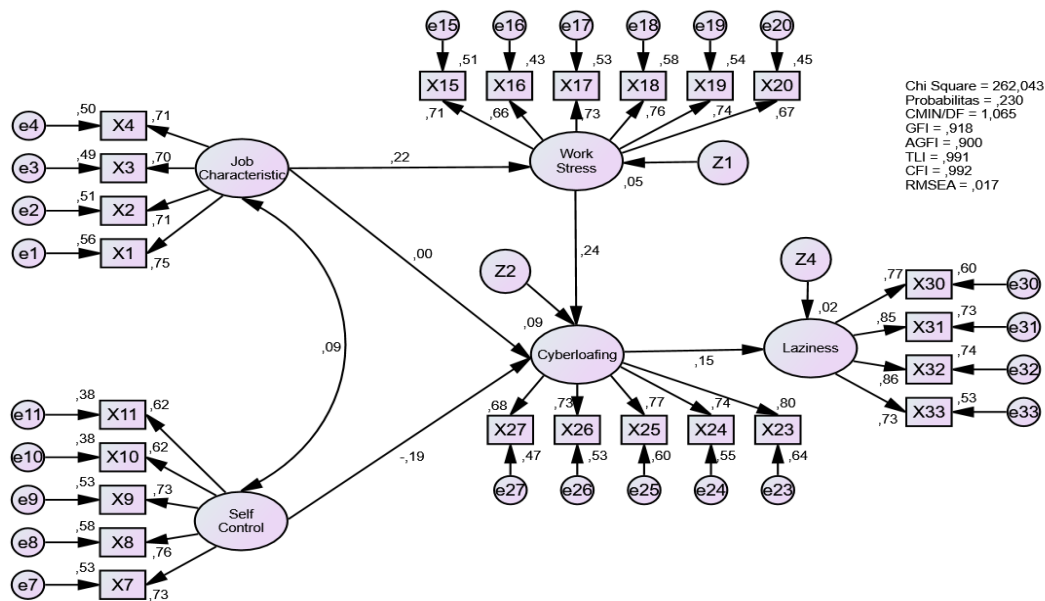 e15
e16
e17
e18
e19
e20
,51
,43
,53
,58
,54
,45
X15
X16
X17
X18
X19
X20
,71
,66
,73
,76
,74
,67
Chi Square = 262,043
Probabilitas = ,230
CMIN/DF = 1,065
GFI = ,918
AGFI = ,900
TLI = ,991
CFI = ,992
RMSEA = ,017
e4
,50
X4
,71
e3
,49
X3
,70
e2
,51
X2
,71
e1
,56
X1
,75
Job
Characteristic
,22
Work
Stress
,05
Z1
,00
,24
,09
Z2
,09
Cyberloafing
,15
Z4
,02
Laziness
,77
X30
,60
e30
,85
X31
,73
e31
,86
X32
,74
e32
,73
X33
,53
e33
,68
,73
,77
,74
,80
X27
X26
X25
X24
X23
,47
,53
,60
,55
,64
e27
e26
e25
e24
e23
-,19
e11
,38
X11
,62
e10
,38
X10
,62
e9
,53
X9
,73
e8
,58
X8
,76
e7
,53
X7
,73
Self
Control